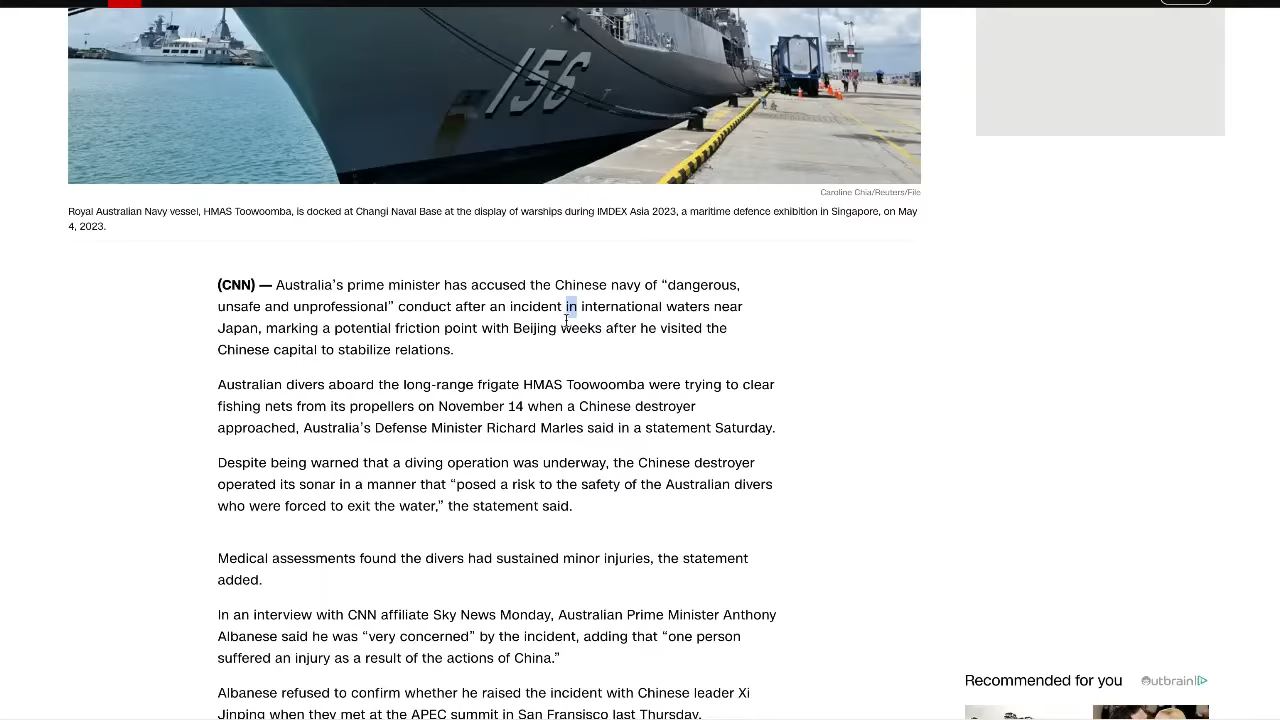 156
Caroline Chia/Reuters/File
Royal Australian Navy vessel, HMAS Toowoomba, is docked at Changi Naval Base at the display of warships during IMDEX Asia 2023, a maritime defence exhibition in Singapore, on May
4, 2023.
(CNN) — Australia’s prime minister has accused the Chinese navy of “dangerous,
unsafe and unprofessional” conduct after an incident in international waters near
Japan, marking a potential friction point with Beijing weeks after he visited the
Chinese capital to stabilize relations.
Australian divers aboard the long-range frigate HMAS Toowoomba were trying to clear
fishing nets from its propellers on November 14 when a Chinese destroyer
approached, Australia’s Defense Minister Richard Marles said in a statement Saturday.
Despite being warned that a diving operation was underway, the Chinese destroyer
operated its sonar in a manner that “posed a risk to the safety of the Australian divers
who were forced to exit the water,” the statement said.
Medical assessments found the divers had sustained minor injuries, the statement
added.
In an interview with CNN affiliate Sky News Monday, Australian Prime Minister Anthony
Albanese said he was “very concerned” by the incident, adding that “one person
suffered an injury as a result of the actions of China.”
Albanese refused to confirm whether he raised the incident with Chinese leader Xi
Jinping when they met at the APEC summit in San Fransisco last Thursday.
Recommended for you
Outbrain